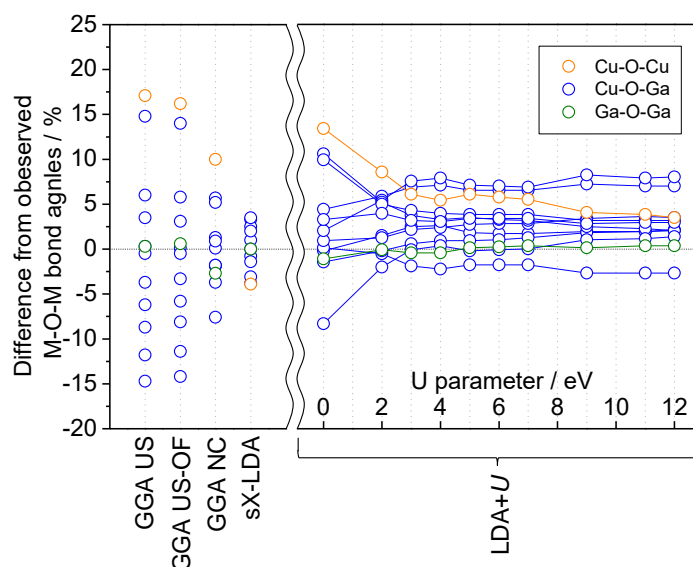 Difference from obeserved
M-O-M bond agnles / %
25
20
15
10
5
0
-5
-10
-15
-20
Cu-O-Cu
Cu-O-Ga
Ga-O-Ga
U parameter / eV
0 2 4 6 8 10 12
GGA US
GGA US-OF
GGA NC
sX-LDA
LDA+U